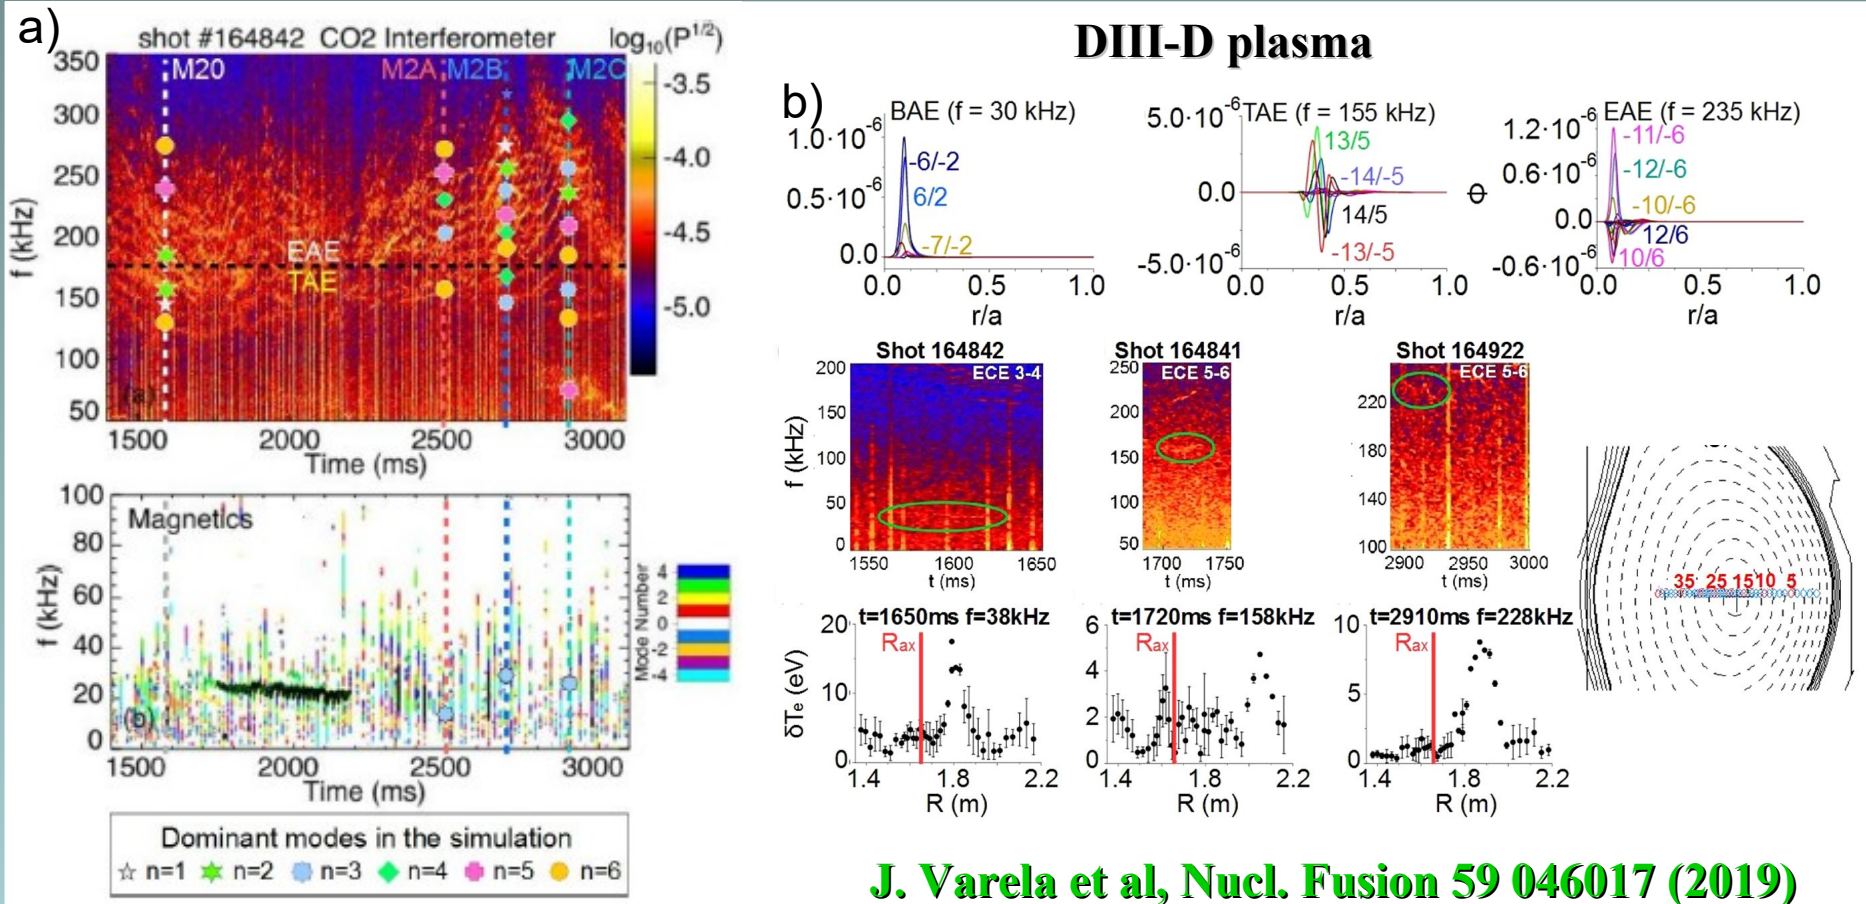 a)
shot #164842 CO2 Interferometer
log₁₀(P^1/2)
M20 M2A M2B M2C
350
300
250
200
150
100
50
f (kHz)
EAE
TAE
(a)
-3.5
-4.0
-4.5
-5.0
1500 2000 2500 3000
Time (ms)
100
80
60
40
20
0
f (kHz)
Magnetics
(b)
Mode Number
4
2
0
-2
-4
1500 2000 2500 3000
Time (ms)
Dominant modes in the simulation
n=1 n=2 n=3 n=4 n=5 n=6
DIII-D plasma
b)
BAE (f = 30 kHz)
1.0·10^-6
0.5·10^-6
0.0
-6/-2
6/2
-7/-2
0.0 0.5 1.0
r/a
TAE (f = 155 kHz)
5.0·10^-6
0.0
-5.0·10^-6
13/5
-14/-5
14/5
-13/-5
0.0 0.5 1.0
r/a
EAE (f = 235 kHz)
Φ
1.2·10^-6
0.6·10^-6
0.0
-0.6·10^-6
-11/-6
-12/-6
-10/-6
12/6
10/6
0.0 0.5 1.0
r/a
Shot 164842
ECE 3-4
200
150
100
50
0
f (kHz)
1550 1600 1650
t (ms)
Shot 164841
ECE 5-6
250
200
150
100
50
1700 1750
t (ms)
Shot 164922
ECE 5-6
220
180
140
100
2900 2950 3000
t (ms)
35 25 15 10 5
t=1650ms f=38kHz
Rax
20
10
0
δTe (eV)
1.4 1.8 2.2
R (m)
t=1720ms f=158kHz
Rax
6
4
2
0
1.4 1.8 2.2
R (m)
t=2910ms f=228kHz
Rax
10
5
0
1.4 1.8 2.2
R (m)
J. Varela et al, Nucl. Fusion 59 046017 (2019)